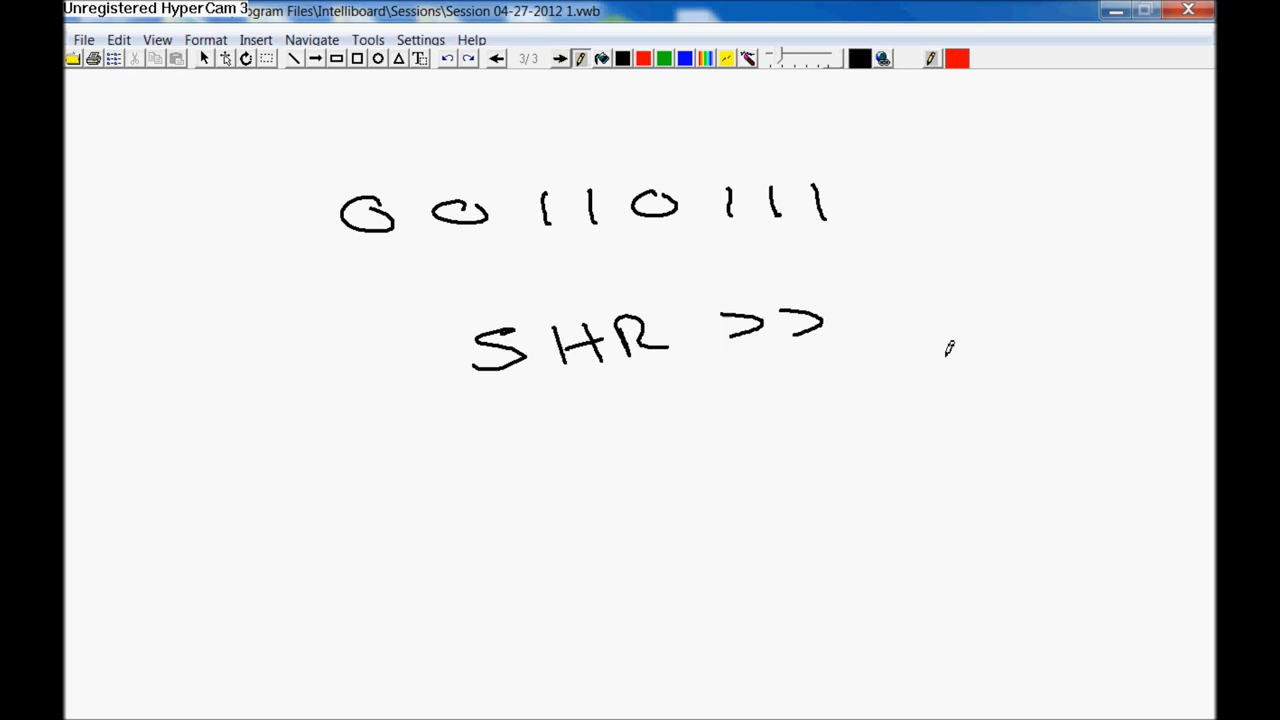 Unregistered HyperCam 3
ogram Files\Intelliboard\Sessions\Session 04-27-2012 1.vwb
File Edit View Format Insert Navigate Tools Settings Help
3/3
0 0 1 1 0 1 1 1
SHR >>